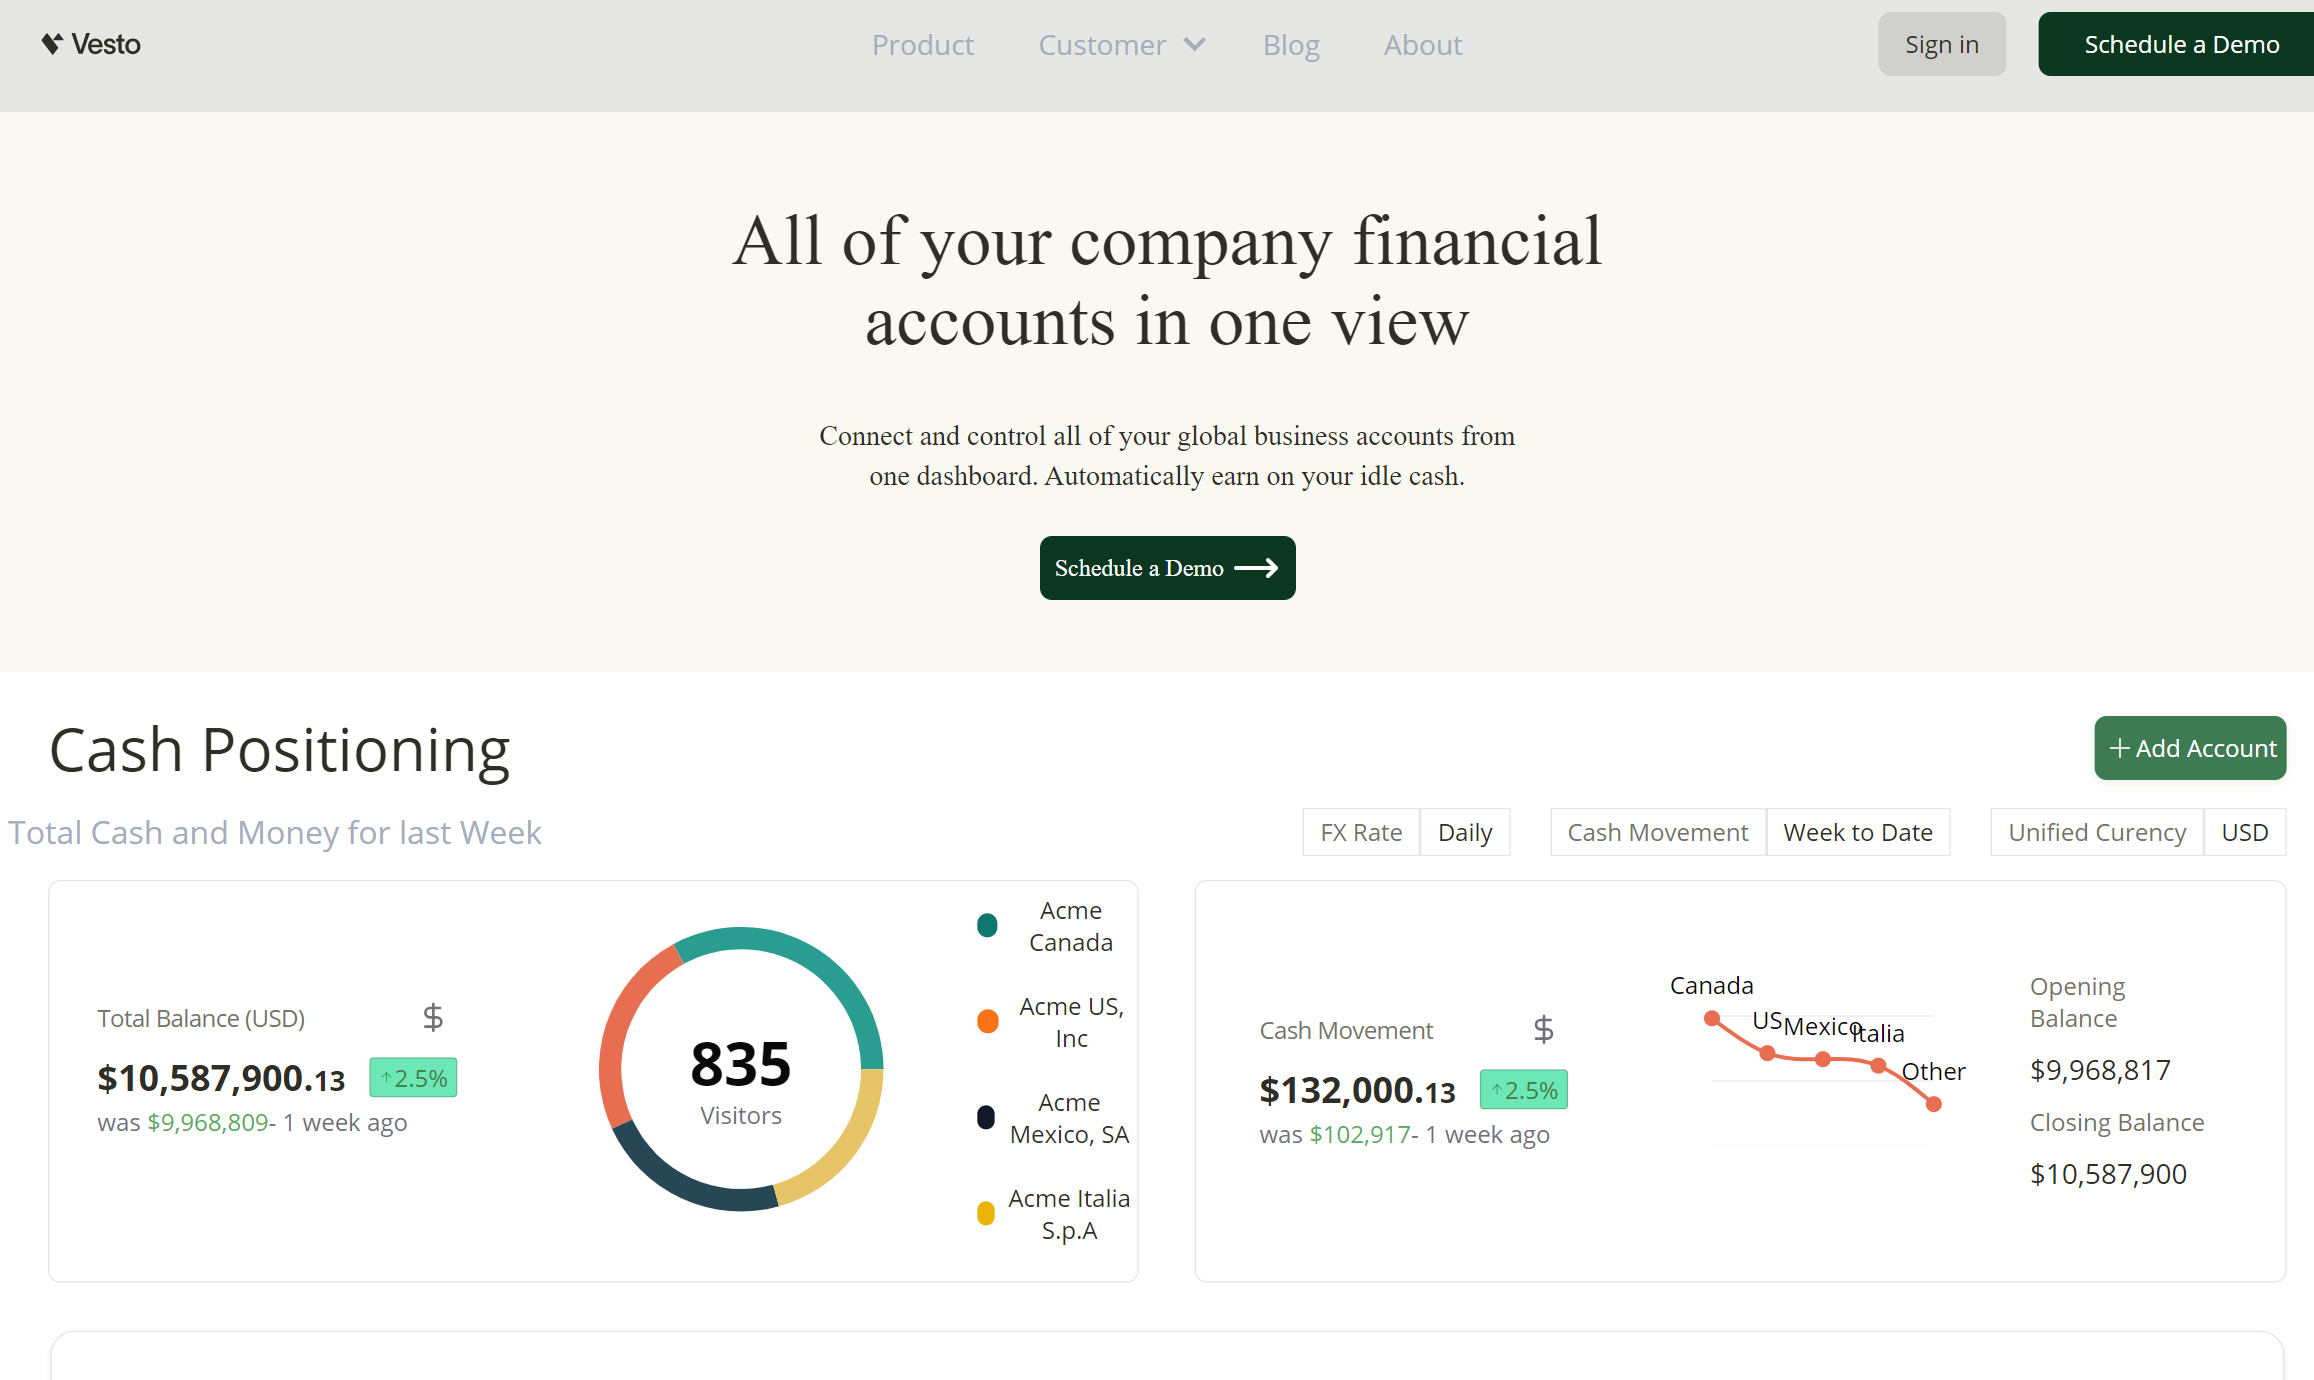 Vesto
Product
Customer
Blog
About
Sign in
Schedule a Demo
All of your company financial
accounts in one view
Connect and control all of your global business accounts from
one dashboard. Automatically earn on your idle cash.
Schedule a Demo
Cash Positioning
+ Add Account
Total Cash and Money for last Week
FX Rate
Daily
Cash Movement
Week to Date
Unified Curency
USD
Total Balance (USD)
$
$10,587,900.13
↑2.5%
was $9,968,809- 1 week ago
835
Visitors
Acme
Canada
Acme US,
Inc
Acme
Mexico, SA
Acme Italia
S.p.A
Cash Movement
$
$132,000.13
↑2.5%
was $102,917- 1 week ago
Canada
US
Mexico
Italia
Other
Opening
Balance
$9,968,817
Closing Balance
$10,587,900